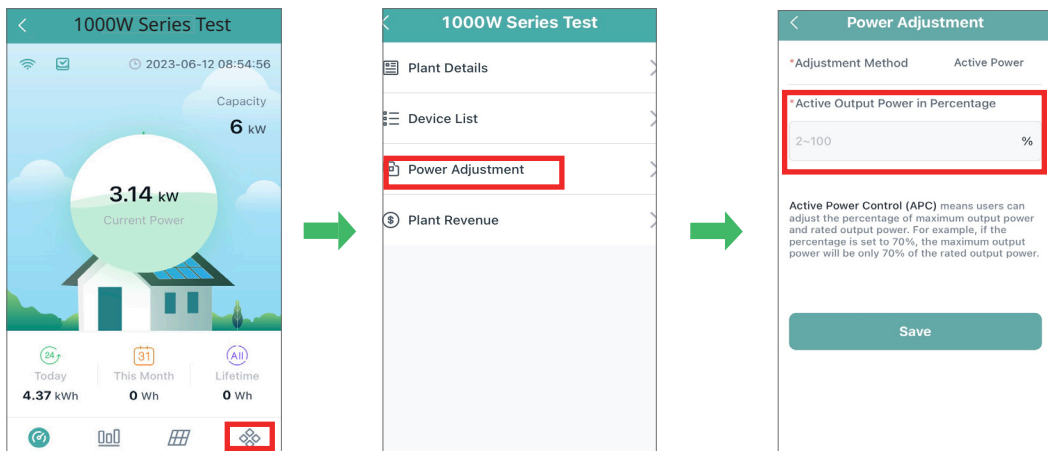 1000W Series Test
2023-06-12 08:54:56
Capacity
6 kW
3.14 kW
Current Power
24
31
All
Today
This Month
Lifetime
4.37 kWh
0 Wh
0 Wh
1000W Series Test
Plant Details
Device List
Power Adjustment
$ Plant Revenue
Power Adjustment
*Adjustment Method Active Power
*Active Output Power in Percentage
2~100 %
Active Power Control (APC) means users can
adjust the percentage of maximum output power
and rated output power. For example, if the
percentage is set to 70%, the maximum output
power will be only 70% of the rated output power.
Save